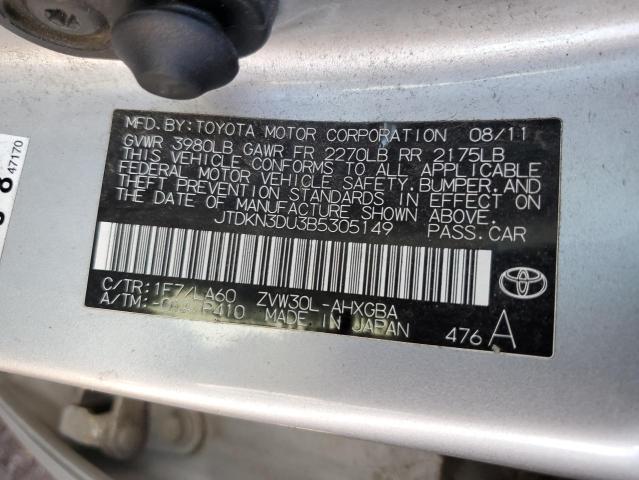 MFD.BY:TOYOTA MOTOR CORPORATION 08/11
GVWR 3980LB GAWR FR 2270LB RR 2175LB
THIS VEHICLE CONFORMS TO ALL APPLICABLE
FEDERAL MOTOR VEHICLE SAFETY,BUMPER,AND
THEFT PREVENTION STANDARDS IN EFFECT ON
THE DATE OF MANUFACTURE SHOWN ABOVE.
JTDKN3DU3B5305149 PASS.CAR
C/TR:1F7/LA60 ZVW30L-AHXGBA
A/TM: P410 MADE IN JAPAN
476 A
TOYOTA
47170